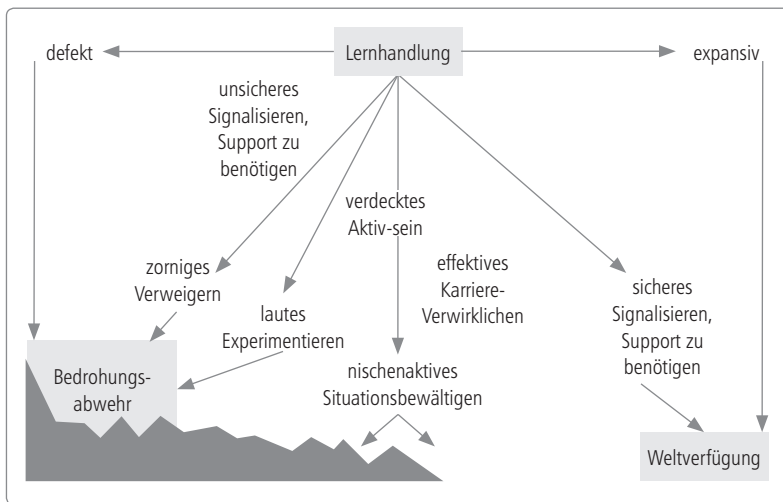 defekt
Lernhandlung
expansiv
unsicheres
Signalisieren,
Support zu
benötigen
verdecktes
Aktiv-sein
effektives
Karriere-
Verwirklichen
zorniges
Verweigern
lautes
Experimentieren
sicheres
Signalisieren,
Support zu
benötigen
Bedrohungs-
abwehr
nischenaktives
Situationsbewältigen
Weltverfügung